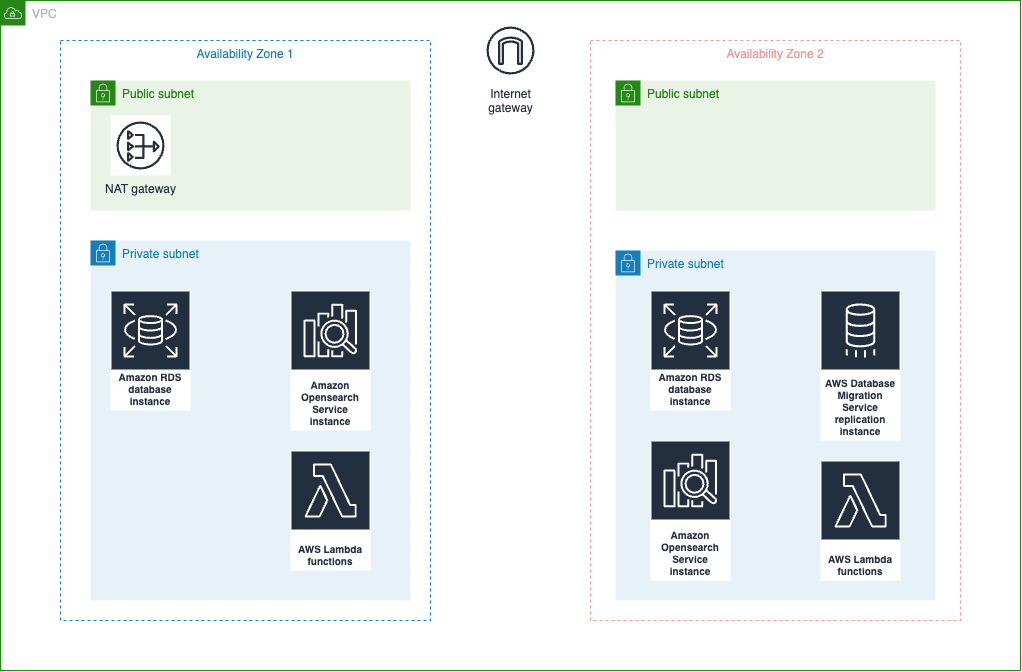 VPC
Availability Zone 1
Public subnet
NAT gateway
Private subnet
Amazon RDS
database
instance
Amazon
Opensearch
Service
instance
AWS Lambda
functions
Internet
gateway
Availability Zone 2
Public subnet
Private subnet
Amazon RDS
database
instance
AWS Database
Migration
Service
replication
instance
Amazon
Opensearch
Service
instance
AWS Lambda
functions